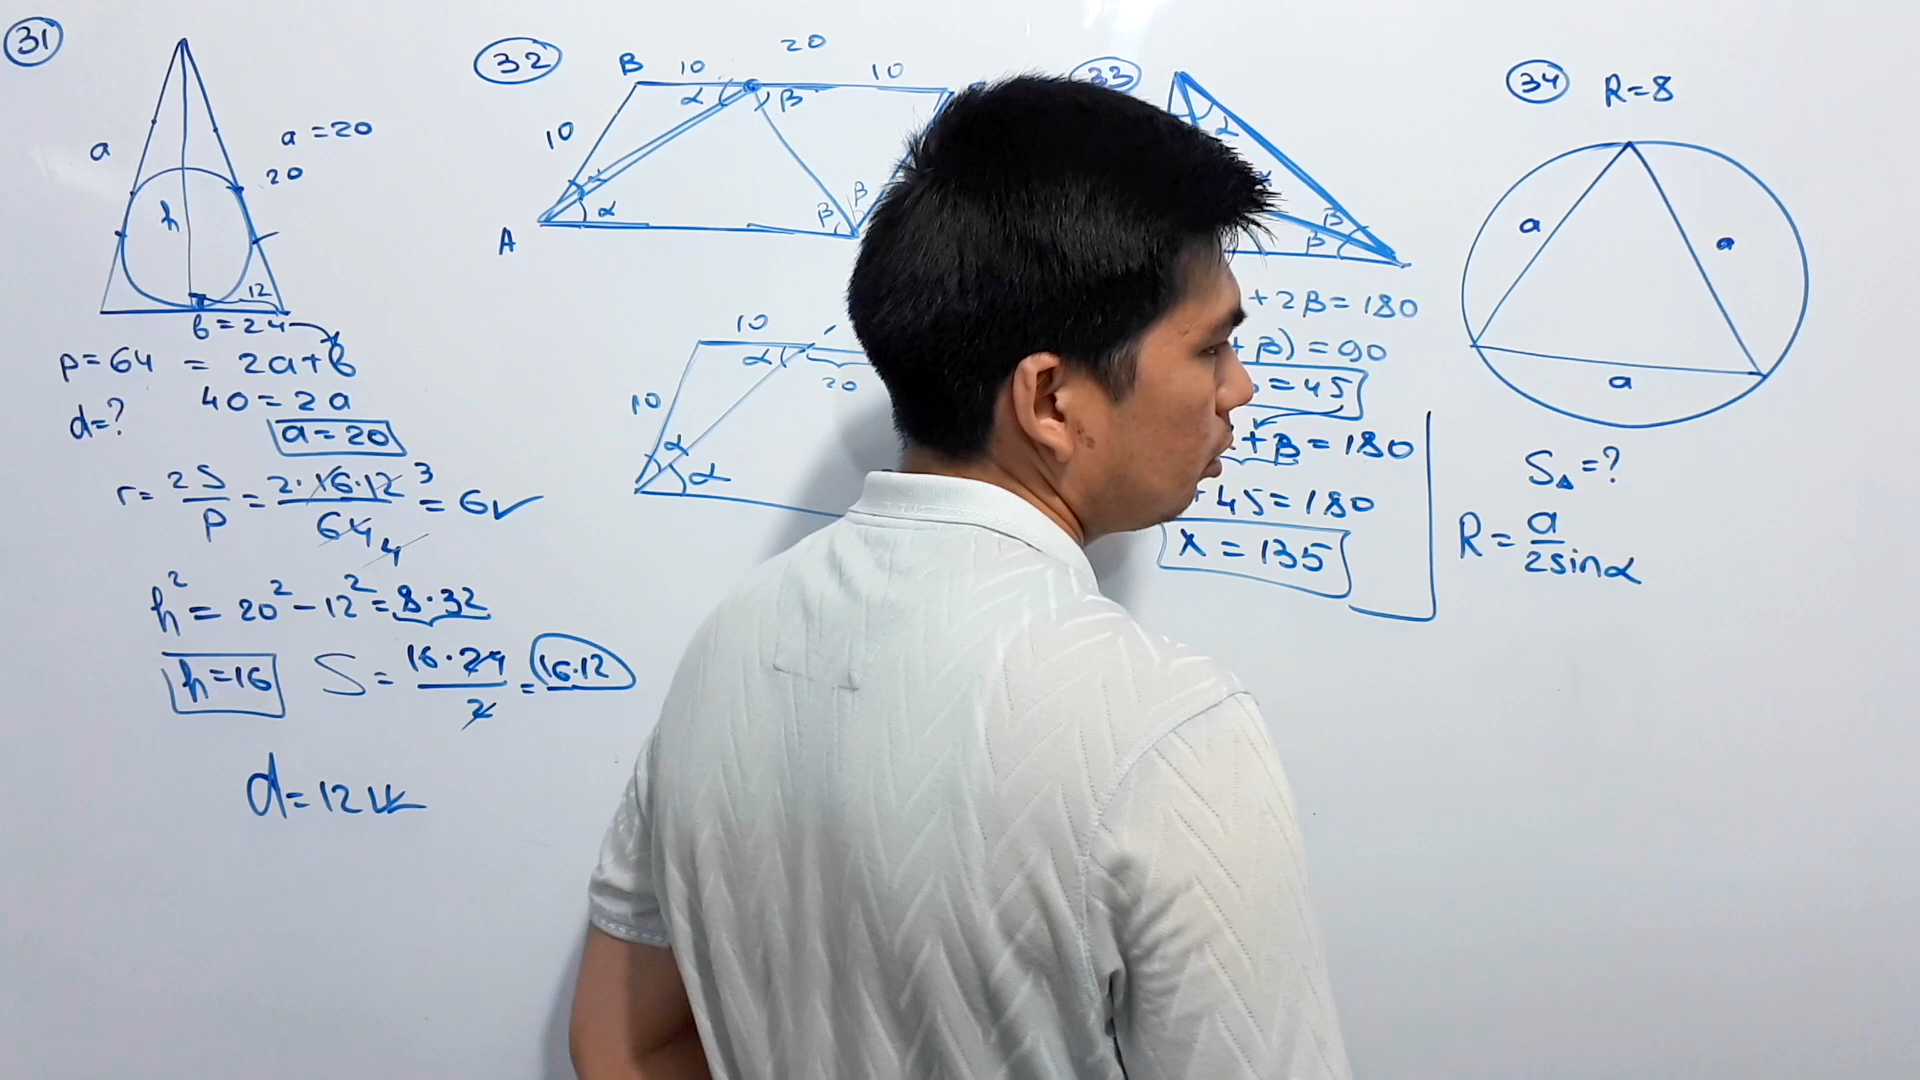 31
a
h
a = 20
20
12
b = 24
p = 64 = 2a + b
40 = 2a
d = ?
a = 20
r = 2S/p = 2·16·12/64 3 4 = 6 ✓
h² = 20² − 12² = 8·32
h = 16
S = 16·24/2 = 16·12
d = 12
32
B 10 20 10
10 α β
α β β
A
10
α 20
10 α
α
33
α
β
β
+ 2β = 180
+ β) = 90
= 45
+ β = 180
+ 45 = 180
x = 135
34 R = 8
a a
a
S△ = ?
R = a/2sinα